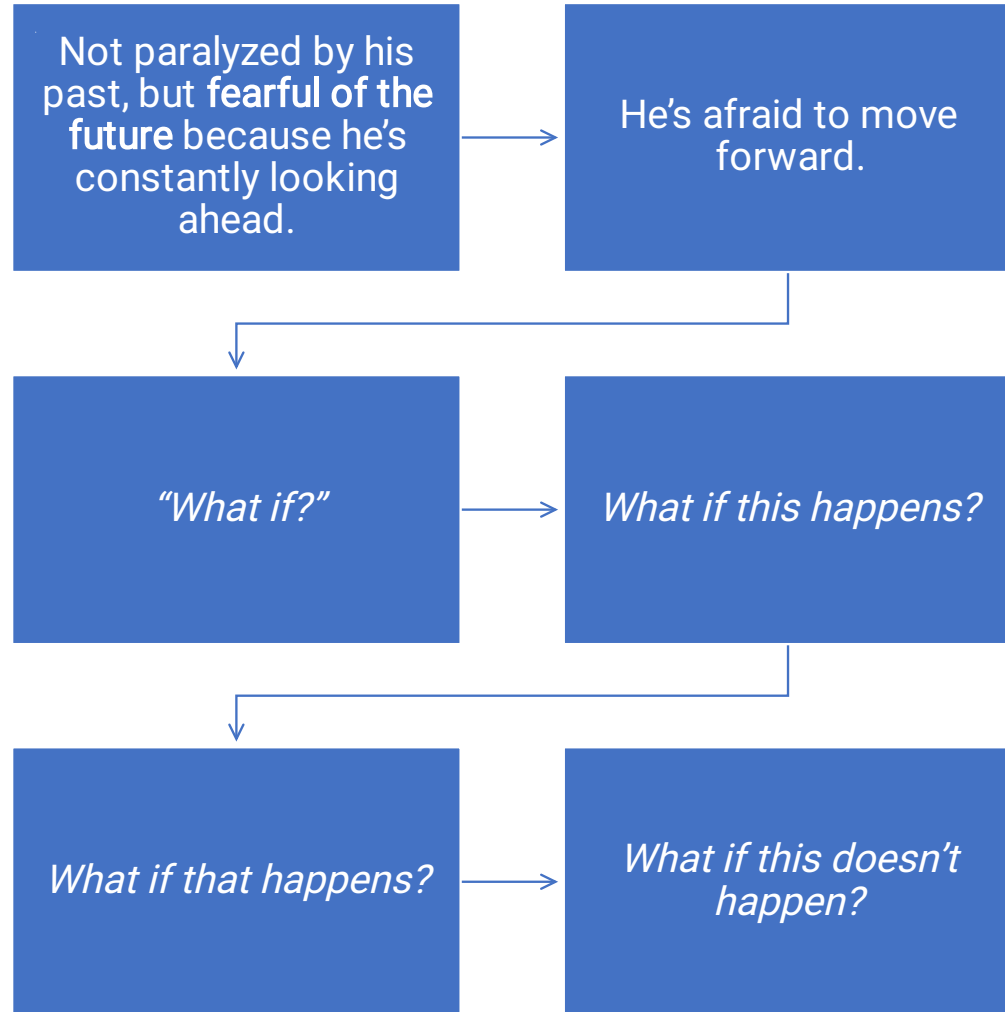 Not paralyzed by his
past, but fearful of the
future because he's
constantly looking
ahead.
He's afraid to move
forward.
“What if?”
What if this happens?
What if that happens?
What if this doesn't
happen?